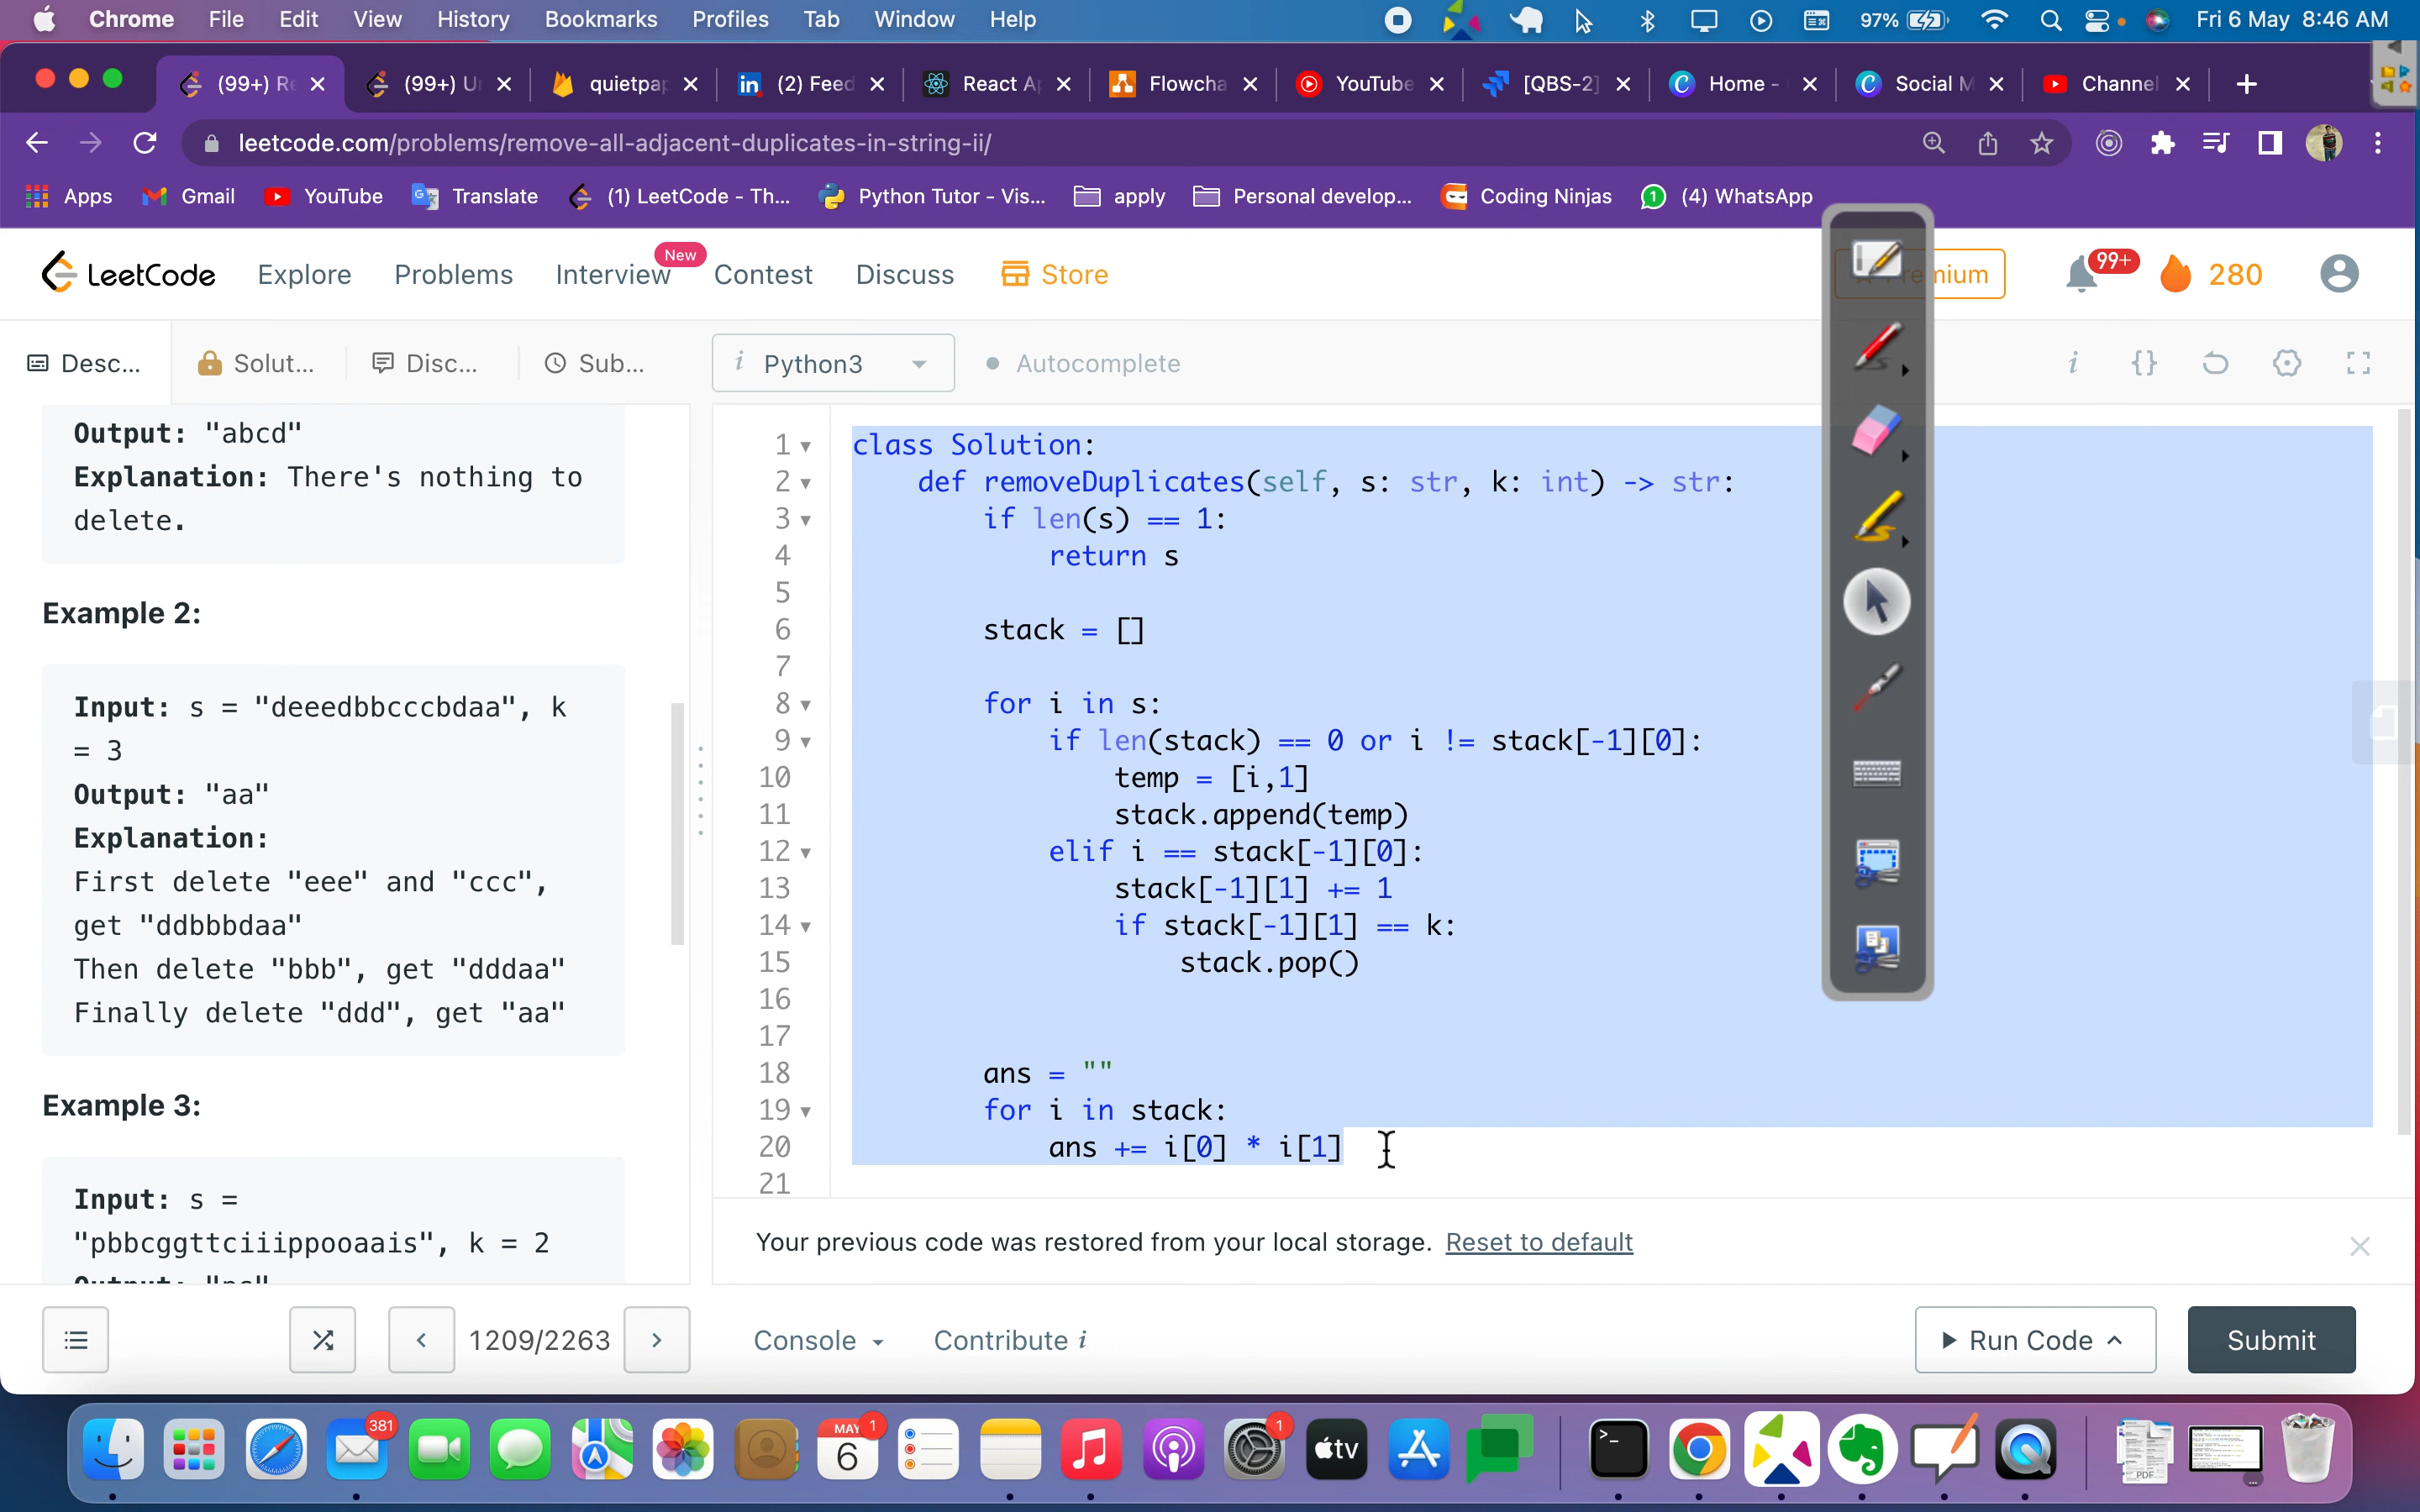 Chrome File Edit View History Bookmarks Profiles Tab Window Help 97% Fri 6 May 8:46 AM
(99+) Re (99+) U quietpa in (2) Feed React A Flowcha YouTube [QBS-2] Home - Social M Channel
leetcode.com/problems/remove-all-adjacent-duplicates-in-string-ii/
Apps Gmail YouTube Translate (1) LeetCode - Th... Python Tutor - Vis... apply Personal develop... Coding Ninjas 1 (4) WhatsApp
New
LeetCode Explore Problems Interview Contest Discuss Store mium 99+ 280
Desc... Solut... Disc... Sub... i Python3 Autocomplete i {}
Output: "abcd"
Explanation: There's nothing to
delete.
Example 2:
Input: s = "deeedbbcccbdaa", k
= 3
Output: "aa"
Explanation:
First delete "eee" and "ccc",
get "ddbbbdaa"
Then delete "bbb", get "dddaa"
Finally delete "ddd", get "aa"
Example 3:
Input: s =
"pbbcggttciiippooaais", k = 2
Output: "ps"
1 class Solution:
2 def removeDuplicates(self, s: str, k: int) -> str:
3 if len(s) == 1:
4 return s
5
6 stack = []
7
8 for i in s:
9 if len(stack) == 0 or i != stack[-1][0]:
10 temp = [i,1]
11 stack.append(temp)
12 elif i == stack[-1][0]:
13 stack[-1][1] += 1
14 if stack[-1][1] == k:
15 stack.pop()
16
17
18 ans = ""
19 for i in stack:
20 ans += i[0] * i[1]
21
Your previous code was restored from your local storage. Reset to default
1209/2263 Console Contribute i Run Code Submit
381 MAY 6 1 1 tv >_ PDF